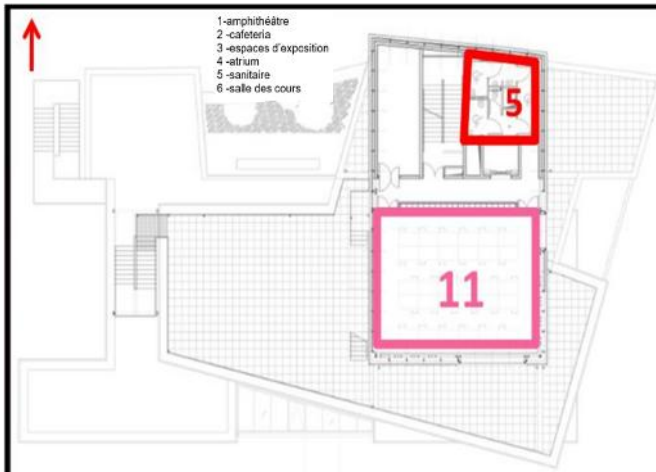 1-amphithéâtre
2 -cafeteria
3 -espaces d'exposition
4 -atrium
5 -sanitaire
6 -salle des cours
5
11